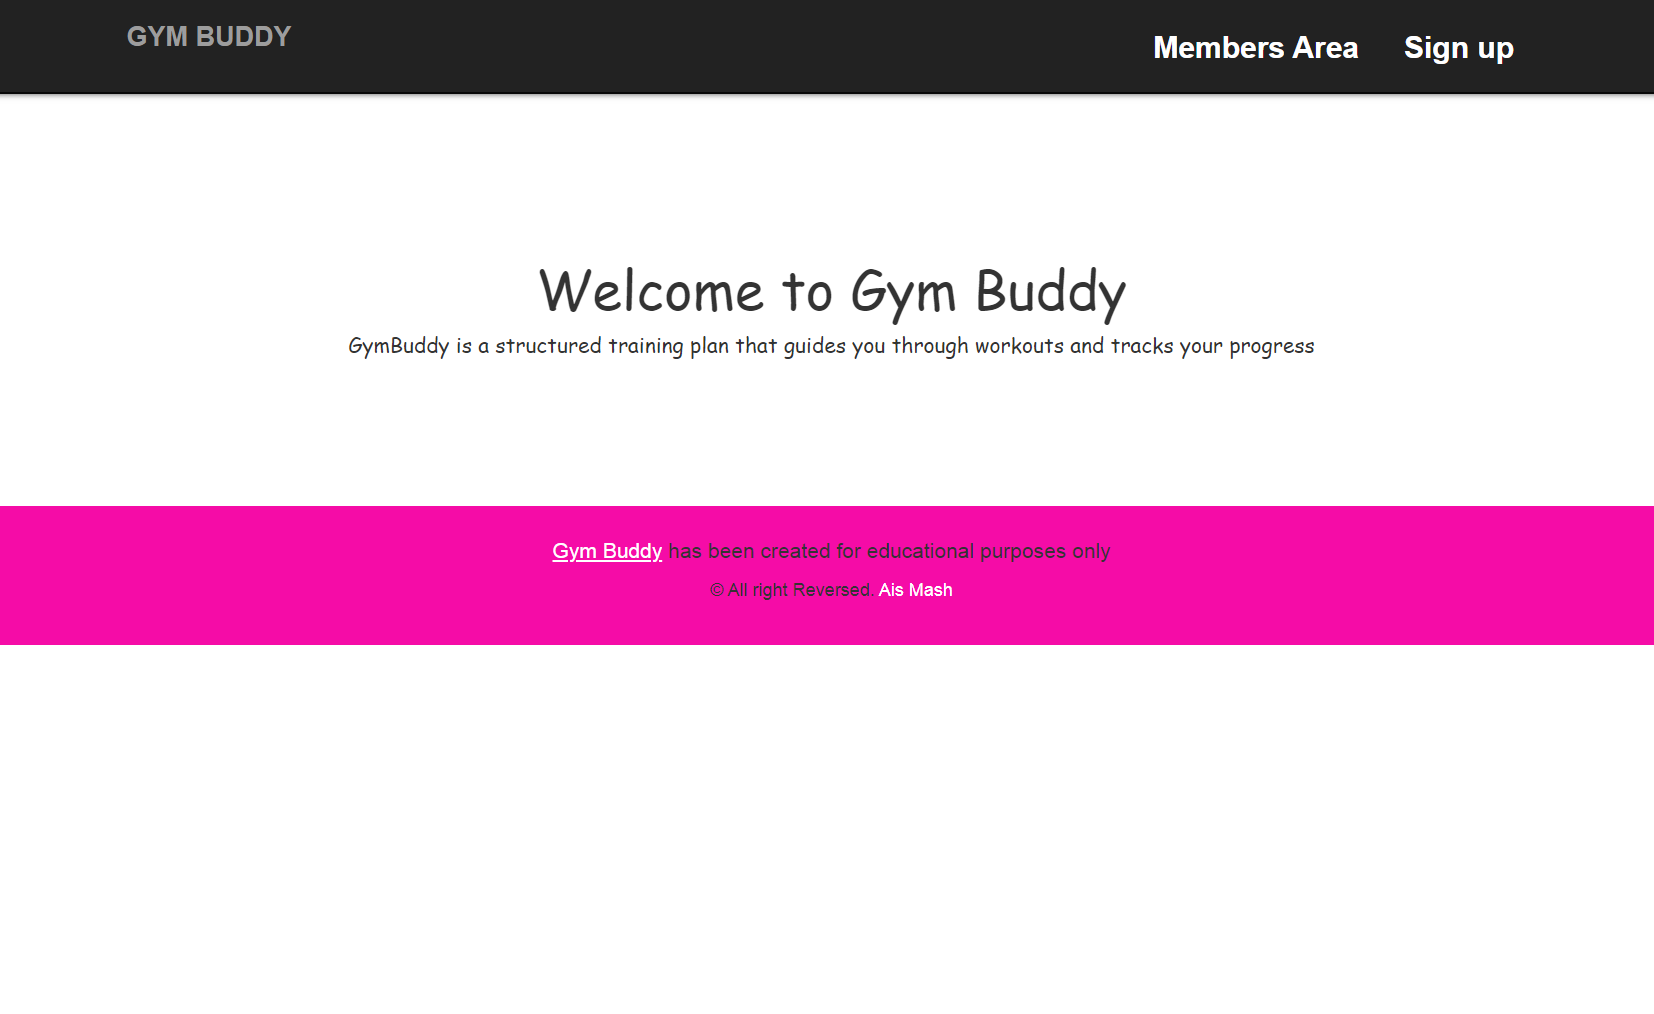 GYM BUDDY
Members Area Sign up
Welcome to Gym Buddy
GymBuddy is a structured training plan that guides you through workouts and tracks your progress
Gym Buddy has been created for educational purposes only
© All right Reversed. Ais Mash